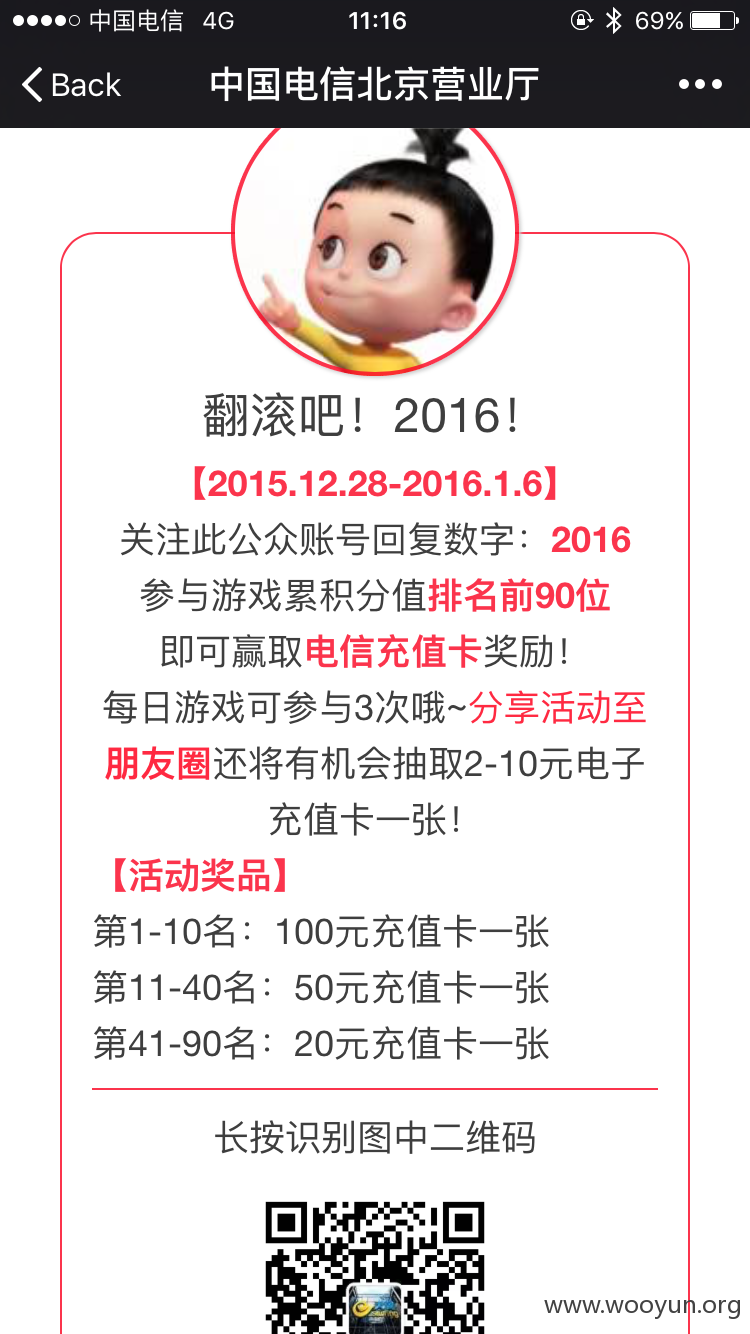 中国电信 4G 11:16 69%
Back 中国电信北京营业厅
翻滚吧！2016！
【2015.12.28-2016.1.6】
关注此公众账号回复数字：2016
参与游戏累积分值排名前90位
即可赢取电信充值卡奖励！
每日游戏可参与3次哦~分享活动至
朋友圈还将有机会抽取2-10元电子
充值卡一张！
【活动奖品】
第1-10名：100元充值卡一张
第11-40名：50元充值卡一张
第41-90名：20元充值卡一张
长按识别图中二维码
www.wooyun.org